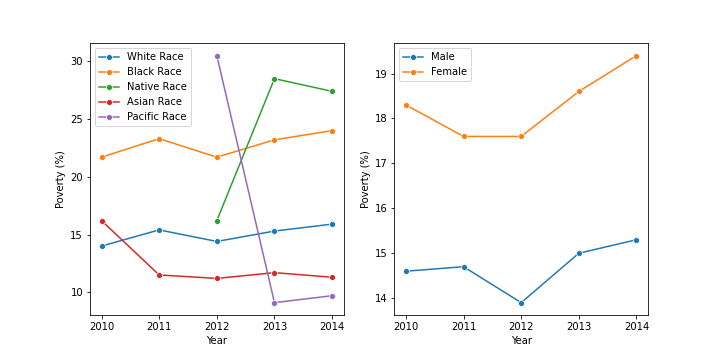 White Race
Black Race
Native Race
Asian Race
Pacific Race
30
25
20
15
10
Poverty (%)
2010 2011 2012 2013 2014
Year
Male
Female
19
18
17
16
15
14
Poverty (%)
2010 2011 2012 2013 2014
Year